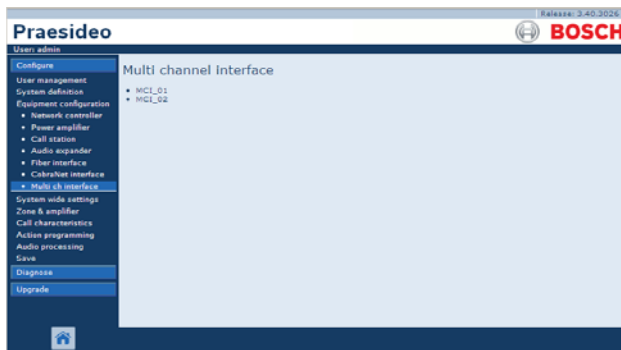 Release: 3.40.3026
Praesideo
BOSCH
User: admin
Configure
User management
System definition
Equipment configuration
• Network controller
• Power amplifier
• Call station
• Audio expander
• Fiber interface
• CobraNet interface
• Multi ch interface
System wide settings
Zone & amplifier
Call characteristics
Action programming
Audio processing
Save
Diagnose
Upgrade
Multi channel interface
• MCI_01
• MCI_02